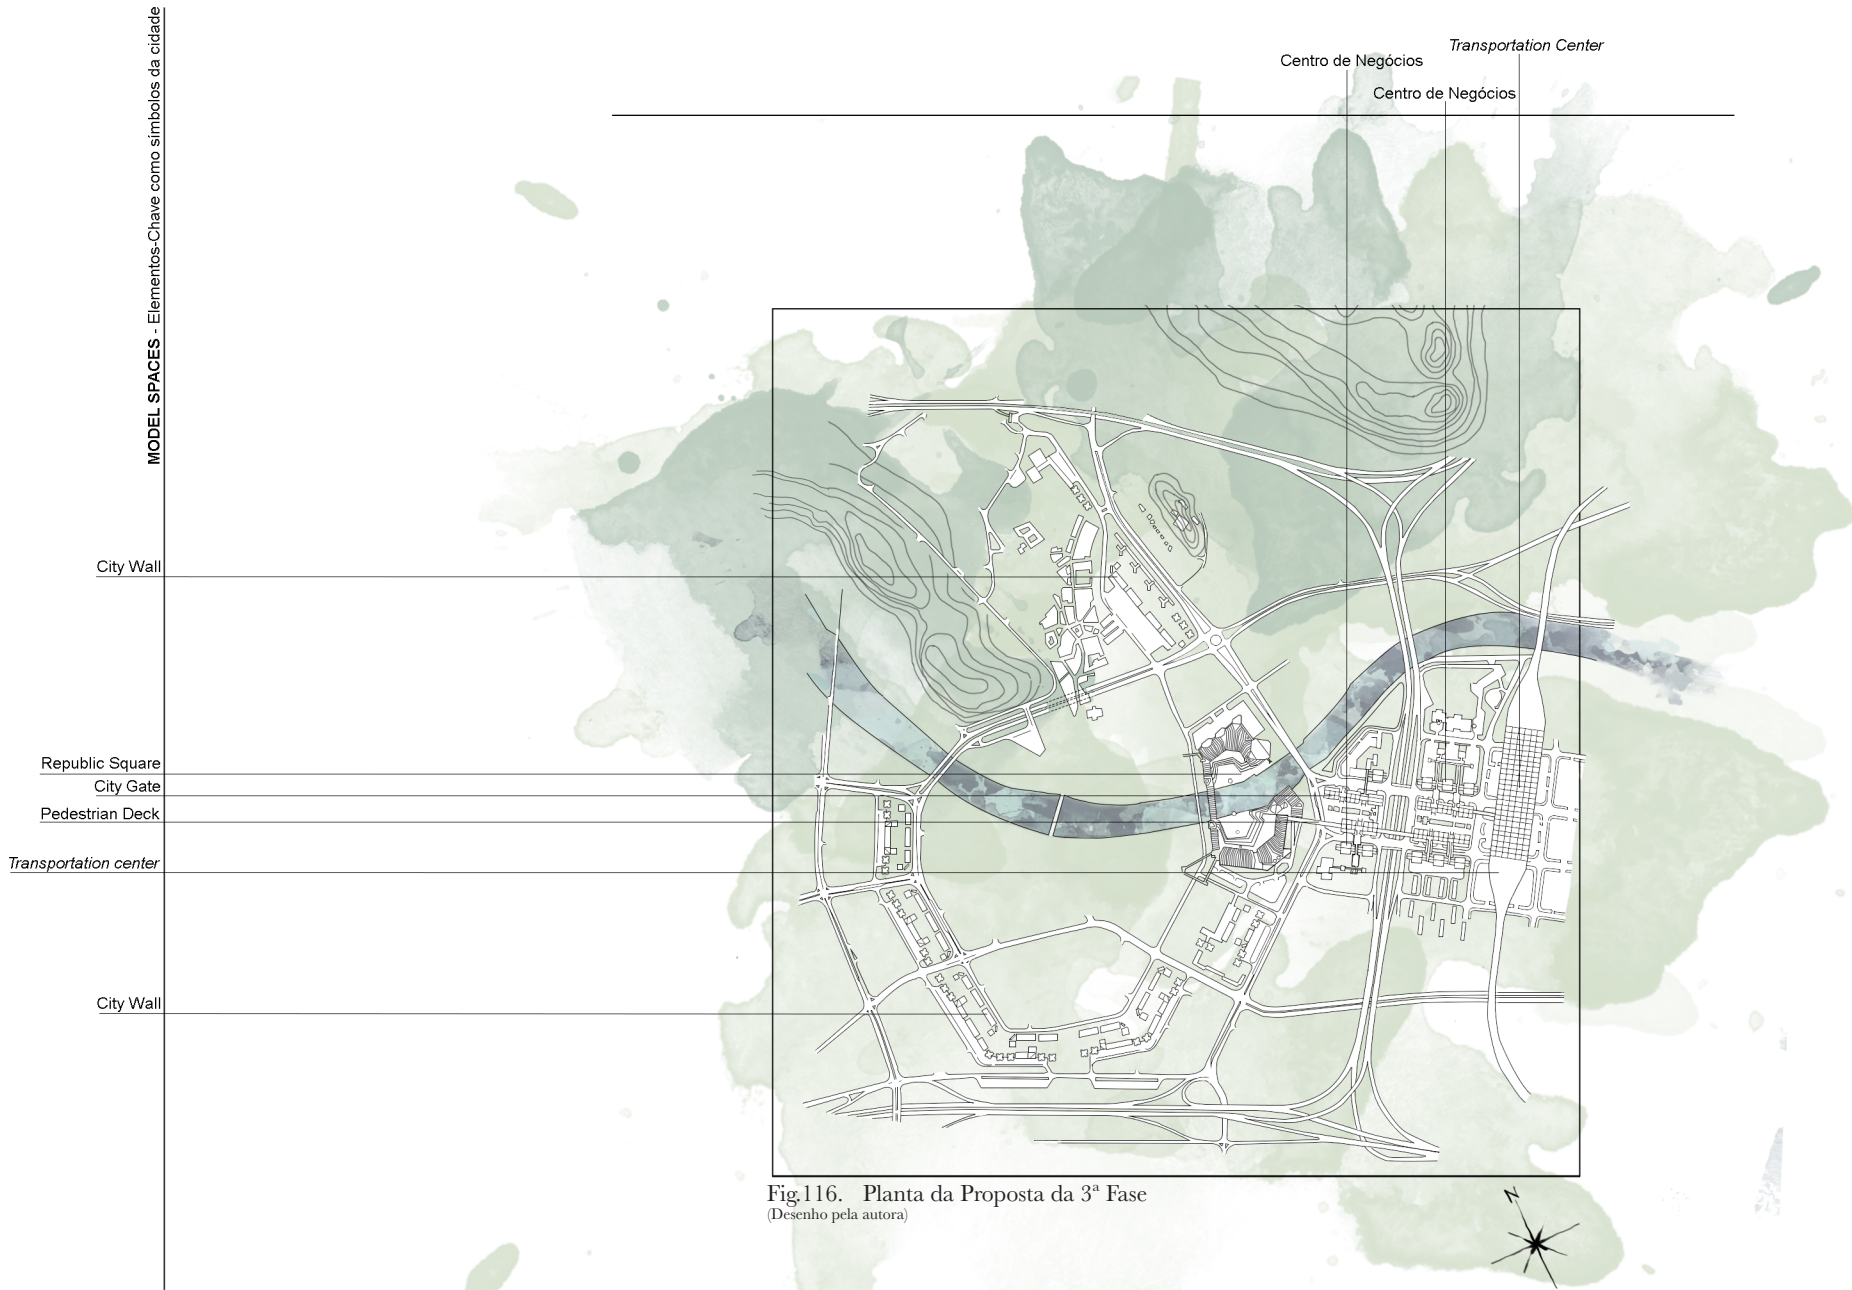 Transportation Center
Centro de Negócios
Centro de Negócios
MODEL SPACES - Elementos-Chave como símbolos da cidade
City Wall
Republic Square
City Gate
Pedestrian Deck
Transportation center
City Wall
Fig.116. Planta da Proposta da 3ª Fase
(Desenho pela autora)
N